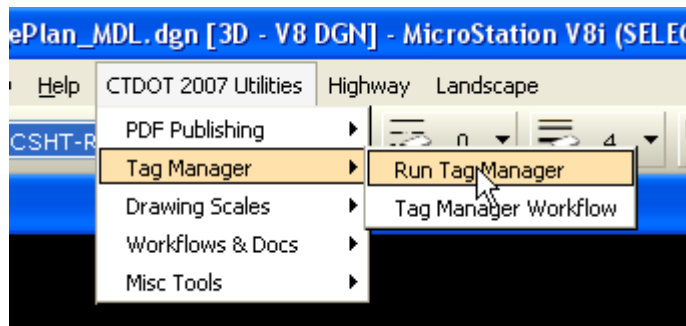 ePlan_MDL.dgn [3D - V8 DGN] - MicroStation V8i (SELEC
Help CTDOT 2007 Utilities Highway Landscape
CSHT-R 0 4
PDF Publishing
Tag Manager
Run Tag Manager
Tag Manager Workflow
Drawing Scales
Workflows & Docs
Misc Tools